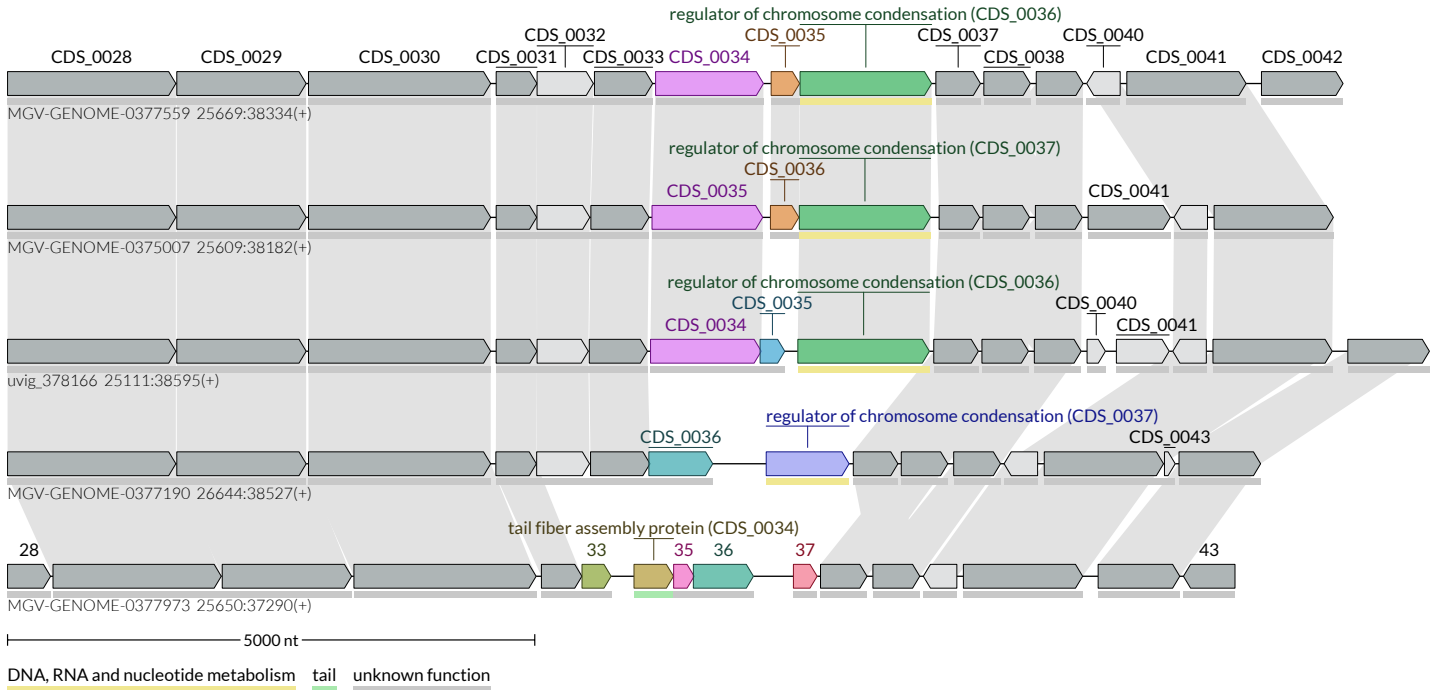 regulator of chromosome condensation (CDS_0036)
CDS_0032 CDS_0035 CDS_0037 CDS_0040
CDS_0028 CDS_0029 CDS_0030 CDS_0031 CDS_0033 CDS_0034 CDS_0038 CDS_0041 CDS_0042
MGV-GENOME-0377559 25669:38334(+)
regulator of chromosome condensation (CDS_0037)
CDS_0036
CDS_0035 CDS_0041
MGV-GENOME-0375007 25609:38182(+)
regulator of chromosome condensation (CDS_0036)
CDS_0035 CDS_0040
CDS_0034 CDS_0041
uvig_378166 25111:38595(+)
regulator of chromosome condensation (CDS_0037)
CDS_0036 CDS_0043
MGV-GENOME-0377190 26644:38527(+)
tail fiber assembly protein (CDS_0034)
28 33 35 36 37 43
MGV-GENOME-0377973 25650:37290(+)
5000 nt
DNA, RNA and nucleotide metabolism tail unknown function